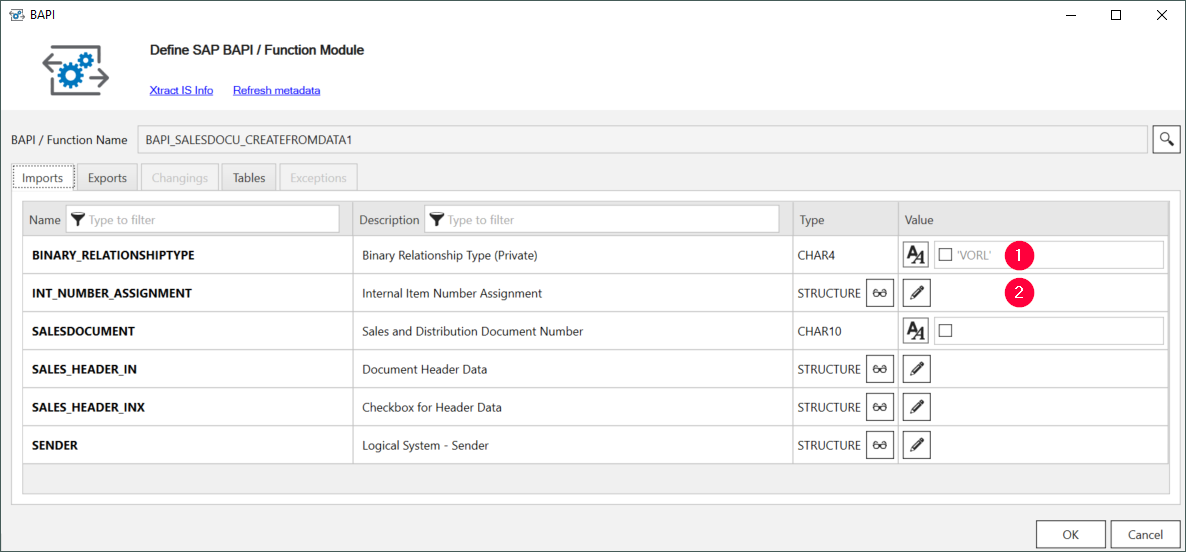 BAPI
Define SAP BAPI / Function Module
Xtract IS Info Refresh metadata
BAPI / Function Name BAPI_SALESDOCU_CREATEFROMDATA1
Imports Exports Changings Tables Exceptions
Name Type to filter Description Type to filter Type Value
BINARY_RELATIONSHIPTYPE Binary Relationship Type (Private) CHAR4 AA 'VORL' 1
INT_NUMBER_ASSIGNMENT Internal Item Number Assignment STRUCTURE 2
SALESDOCUMENT Sales and Distribution Document Number CHAR10 AA
SALES_HEADER_IN Document Header Data STRUCTURE
SALES_HEADER_INX Checkbox for Header Data STRUCTURE
SENDER Logical System - Sender STRUCTURE
OK Cancel